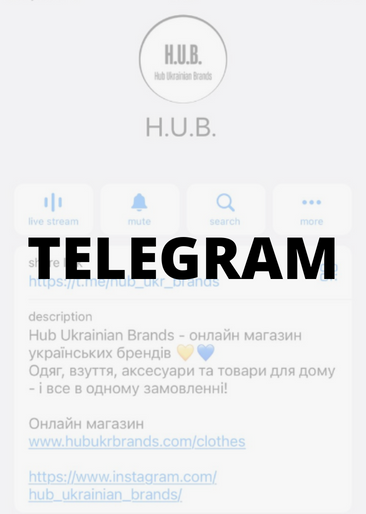 H.U.B.
Hub Ukrainian Brands
H.U.B.
live stream
mute
search
more
TELEGRAM
https://t.me/hub_ukr_brands
description
Hub Ukrainian Brands - онлайн магазин
українських брендів 💛💙
Одяг, взуття, аксесуари та товари для дому
- і все в одному замовленні!
Онлайн магазин
www.hubukrbrands.com/clothes
https://www.instagram.com/
hub_ukrainian_brands/